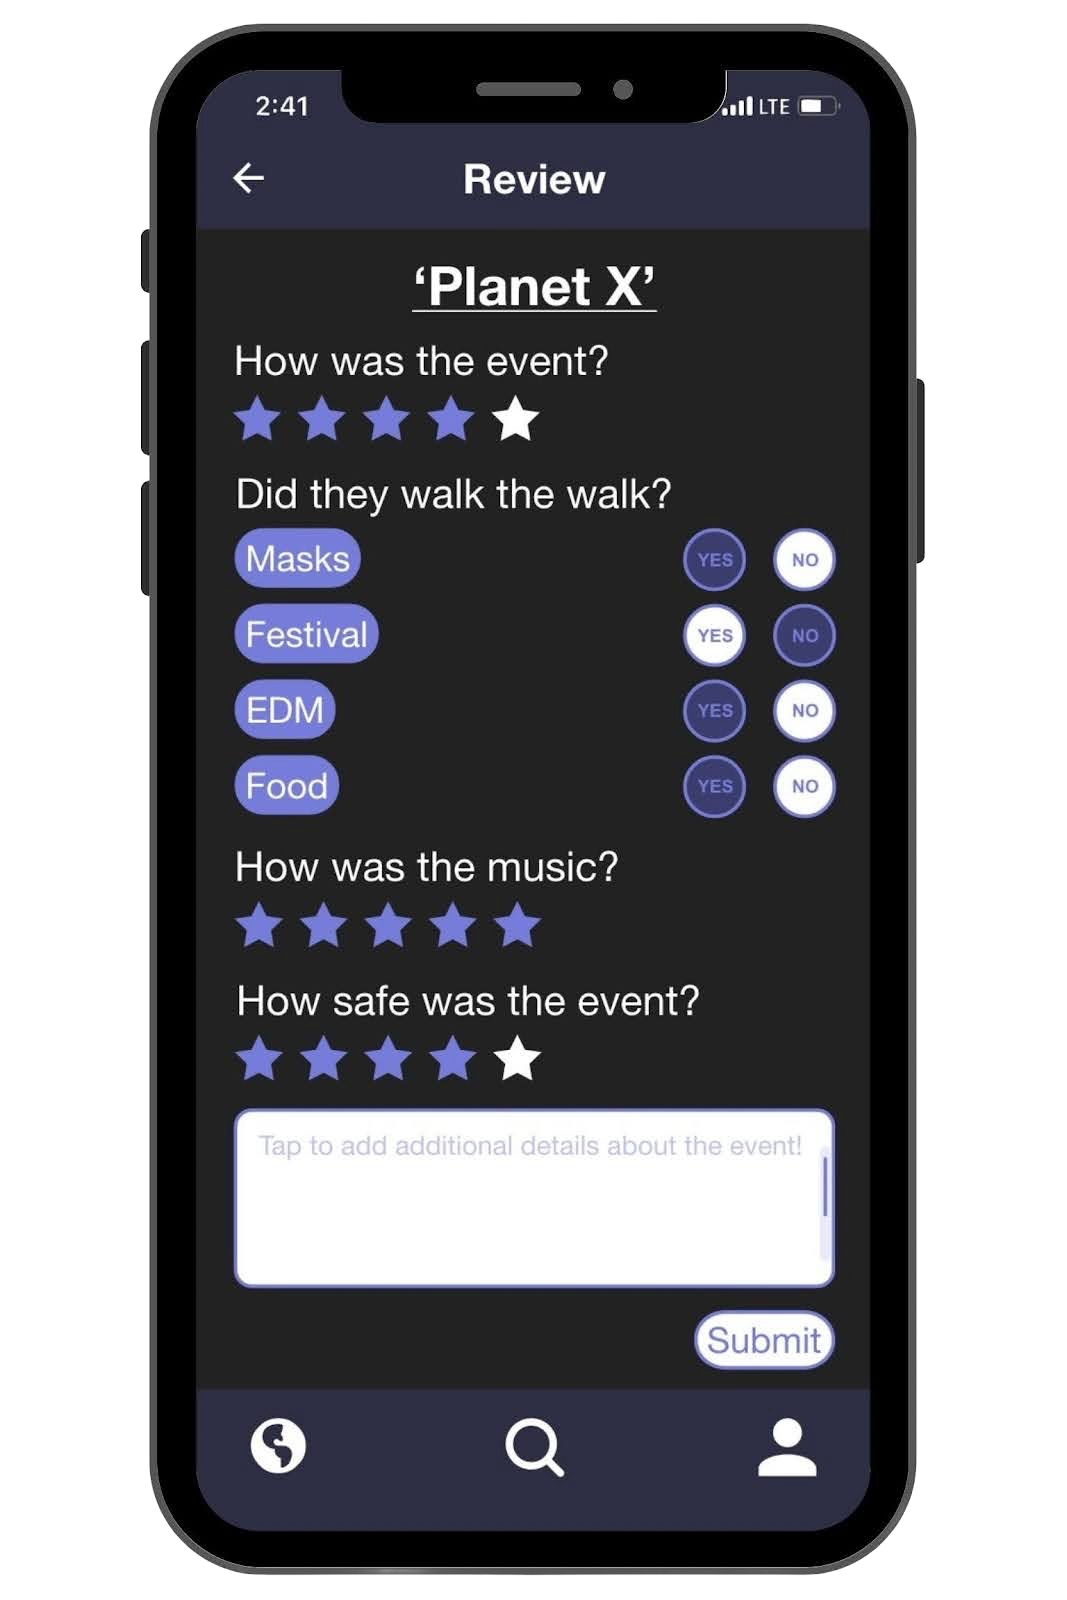 2:41
LTE
Review
‘Planet X’
How was the event?
Did they walk the walk?
Masks YES NO
Festival YES NO
EDM YES NO
Food YES NO
How was the music?
How safe was the event?
Tap to add additional details about the event!
Submit